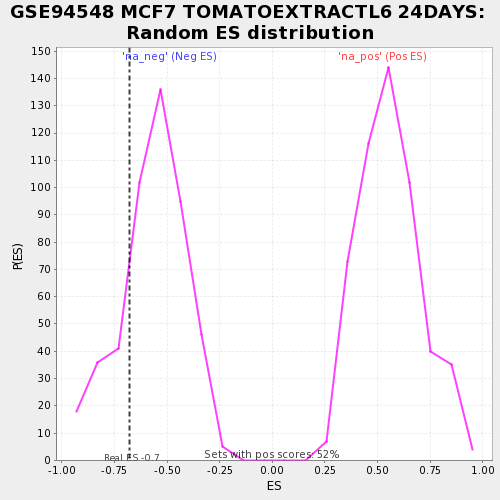 GSE94548 MCF7 TOMATOEXTRACTL6 24DAYS:
Random ES distribution
'na_neg' (Neg ES)
'na_pos' (Pos ES)
150
140
130
120
110
100
90
80
70
60
50
40
30
20
10
0
P(ES)
Real ES -0.7
Sets with pos scores: 52%
-1.00 -0.75 -0.50 -0.25 0.00 0.25 0.50 0.75 1.00
ES